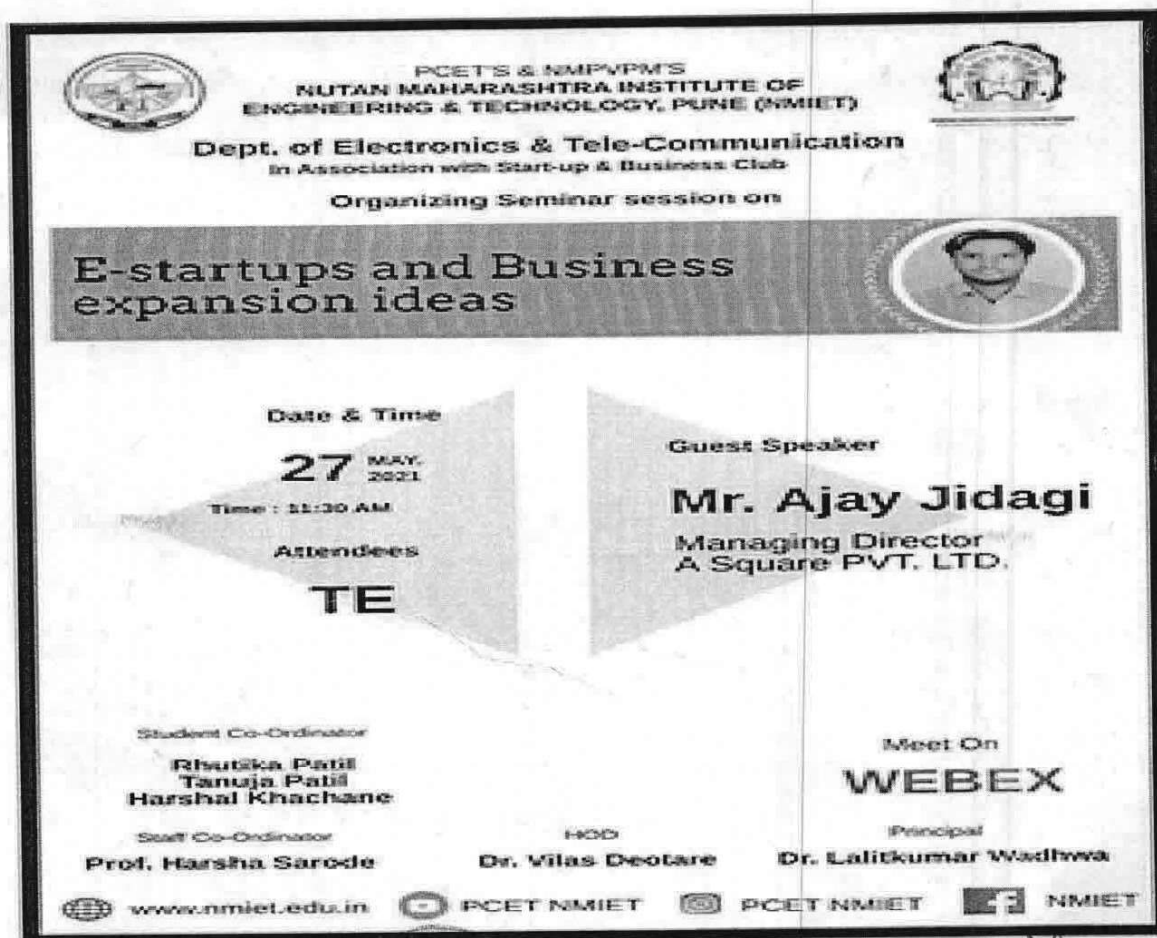 PCET'S & NMPVPM'S
NUTAN MAHARASHTRA INSTITUTE OF
ENGINEERING & TECHNOLOGY, PUNE (NMIET)
Dept. of Electronics & Tele-Communication
In Association with Start-up & Business Club
Organizing Seminar session on
E-startups and Business
expansion ideas
Date & Time
27 MAY.
2021
Time : 11:30 AM
Attendees
TE
Guest Speaker
Mr. Ajay Jidagi
Managing Director
A Square PVT. LTD.
Student Co-Ordinator
Rhutika Patil
Tanuja Patil
Harshal Khachane
Meet On
WEBEX
Staff Co-Ordinator
Prof. Harsha Sarode
HOD
Dr. Vilas Deotare
Principal
Dr. Lalitkumar Wadhwa
www.nmiet.edu.in PCET NMIET PCET NMIET NMIET